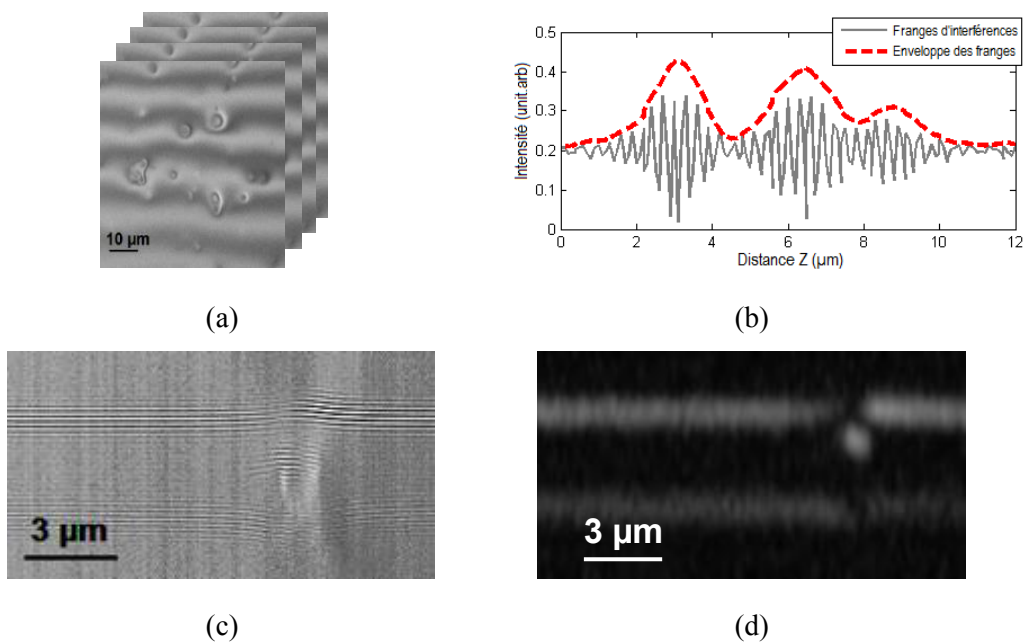 10 µm
(a)
Franges d'interférences
Enveloppe des franges
Intensité (unit.arb)
0.5
0.4
0.3
0.2
0.1
0
0 2 4 6 8 10 12
Distance Z (µm)
(b)
3 µm
(c)
3 µm
(d)